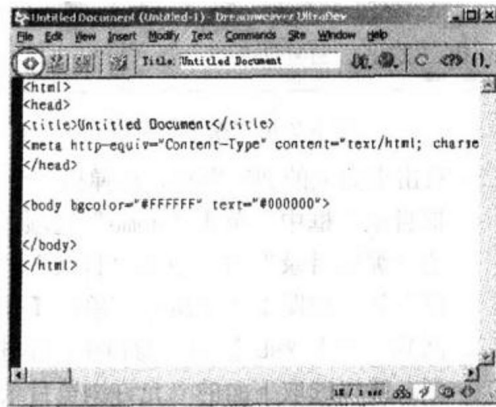 Untitled Document (Untitled-1) - Dreamweaver UltraDev
File Edit View Insert Modify Text Commands Site Window Help
Title: Untitled Document
<html>
<head>
<title>Untitled Document</title>
<meta http-equiv="Content-Type" content="text/html; charse
</head>
<body bgcolor="#FFFFFF" text="#000000">
</body>
</html>